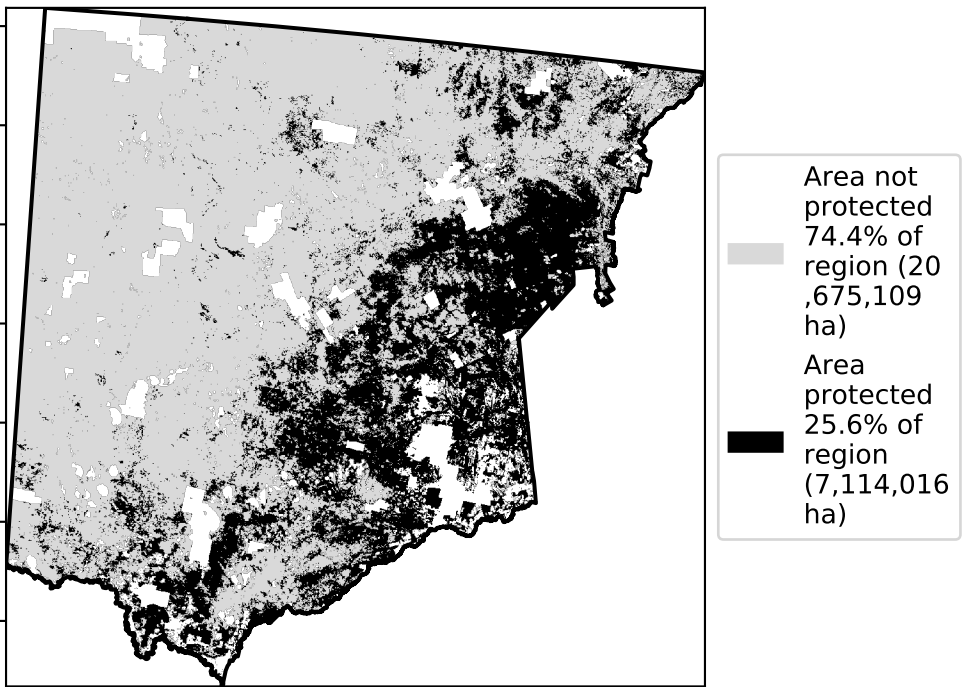 Area not
protected
74.4% of
region (20
,675,109
ha)
Area
protected
25.6% of
region
(7,114,016
ha)